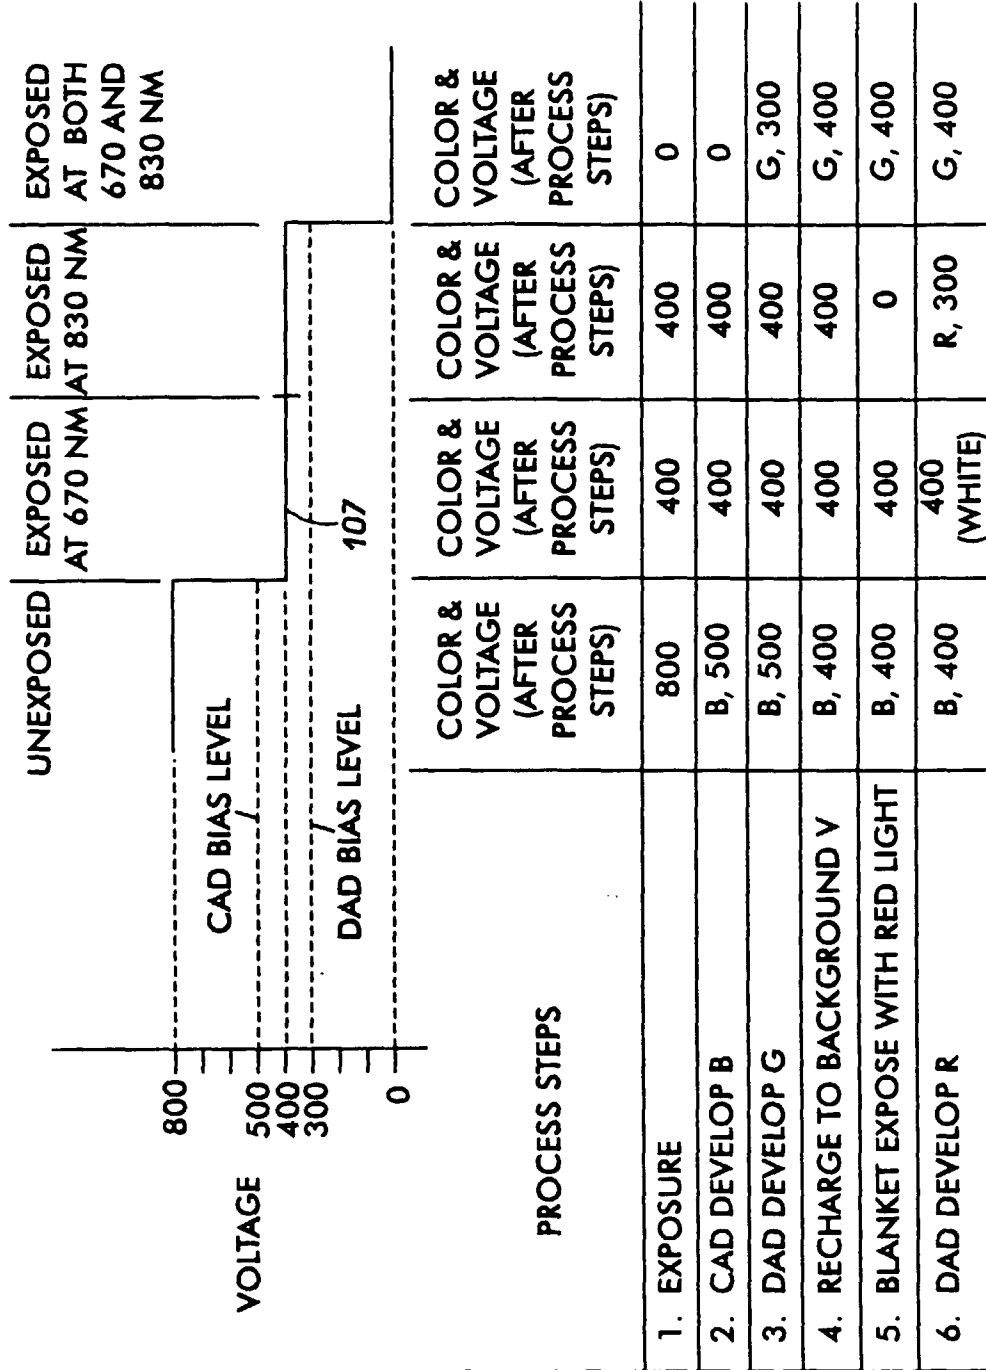 UNEXPOSED
EXPOSED
AT 670 NM
EXPOSED
AT 830 NM
EXPOSED
AT BOTH
670 AND
830 NM
VOLTAGE
800
500
400
300
0
CAD BIAS LEVEL
DAD BIAS LEVEL
107
PROCESS STEPS
COLOR &
VOLTAGE
(AFTER
PROCESS
STEPS)
COLOR &
VOLTAGE
(AFTER
PROCESS
STEPS)
COLOR &
VOLTAGE
(AFTER
PROCESS
STEPS)
COLOR &
VOLTAGE
(AFTER
PROCESS
STEPS)
1. EXPOSURE 800 400 400 0
2. CAD DEVELOP B B, 500 400 400 0
3. DAD DEVELOP G B, 500 400 400 G, 300
4. RECHARGE TO BACKGROUND V B, 400 400 400 G, 400
5. BLANKET EXPOSE WITH RED LIGHT B, 400 400 0 G, 400
6. DAD DEVELOP R B, 400 400 R, 300 G, 400
(WHITE)